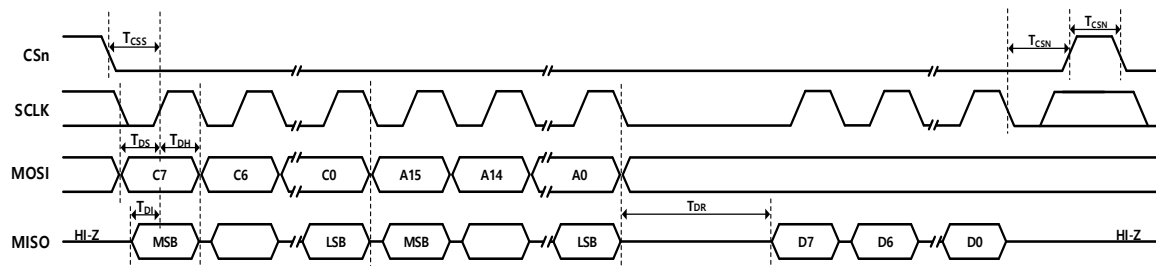 CSn TCSS TCSN TCSN
SCLK
TDS TDH
MOSI C7 C6 C0 A15 A14 A0
TDI TDR
MISO HI-Z MSB LSB MSB LSB D7 D6 D0 HI-Z